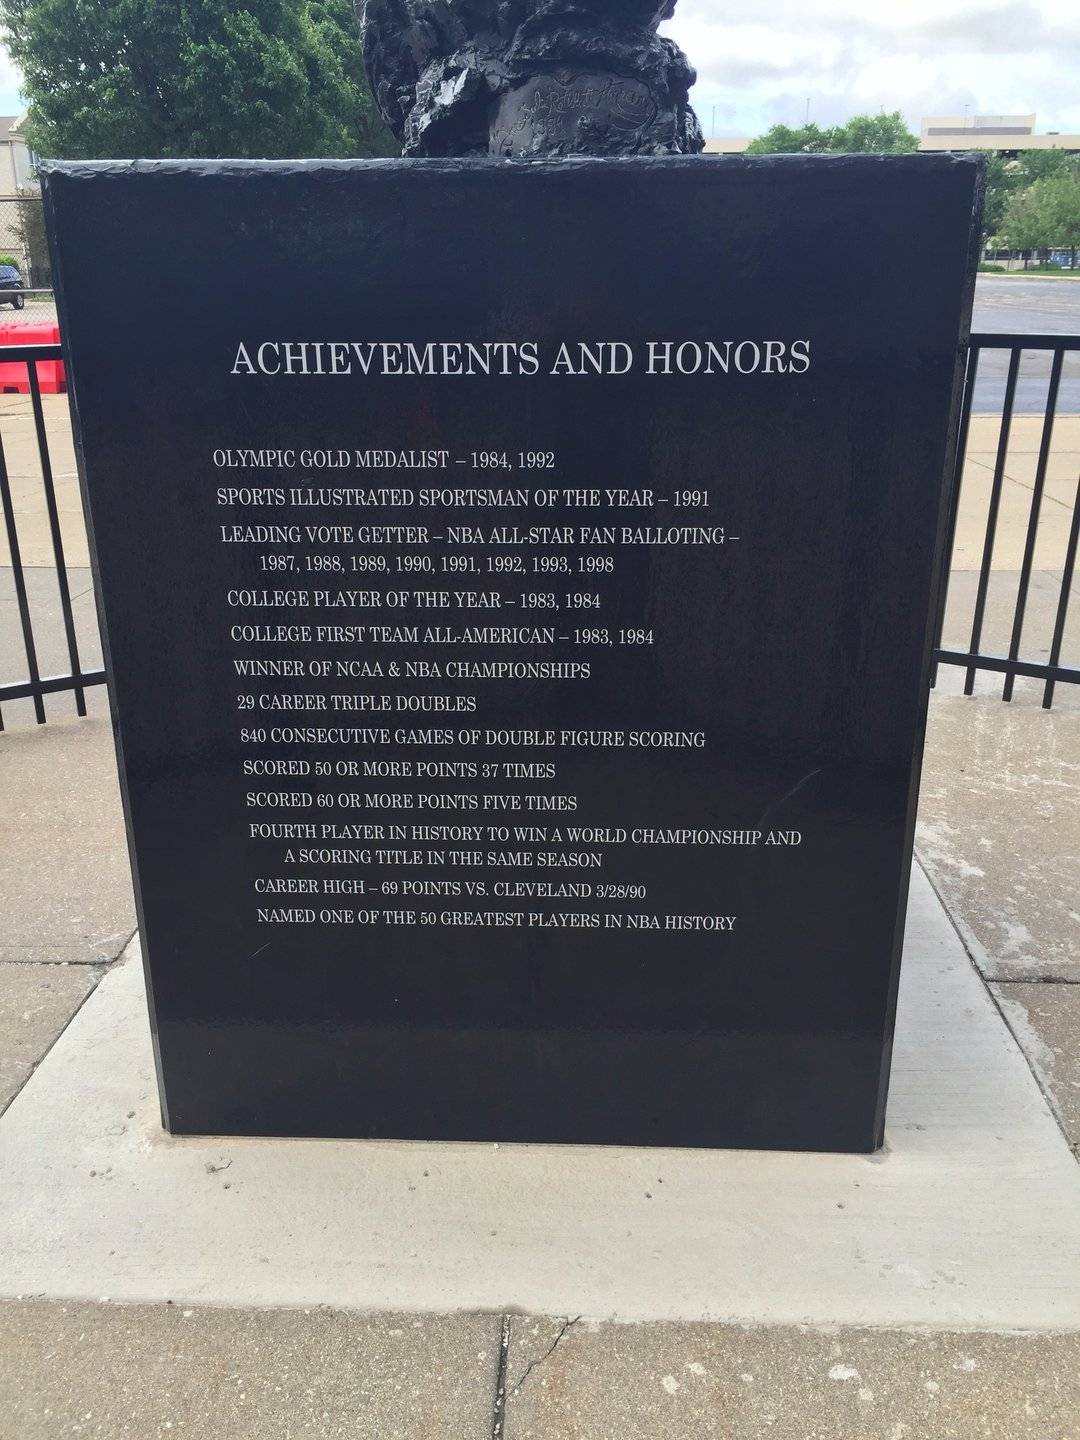 ACHIEVEMENTS AND HONORS
OLYMPIC GOLD MEDALIST – 1984, 1992
SPORTS ILLUSTRATED SPORTSMAN OF THE YEAR – 1991
LEADING VOTE GETTER – NBA ALL-STAR FAN BALLOTING –
1987, 1988, 1989, 1990, 1991, 1992, 1993, 1998
COLLEGE PLAYER OF THE YEAR – 1983, 1984
COLLEGE FIRST TEAM ALL-AMERICAN – 1983, 1984
WINNER OF NCAA & NBA CHAMPIONSHIPS
29 CAREER TRIPLE DOUBLES
840 CONSECUTIVE GAMES OF DOUBLE FIGURE SCORING
SCORED 50 OR MORE POINTS 37 TIMES
SCORED 60 OR MORE POINTS FIVE TIMES
FOURTH PLAYER IN HISTORY TO WIN A WORLD CHAMPIONSHIP AND
A SCORING TITLE IN THE SAME SEASON
CAREER HIGH – 69 POINTS VS. CLEVELAND 3/28/90
NAMED ONE OF THE 50 GREATEST PLAYERS IN NBA HISTORY